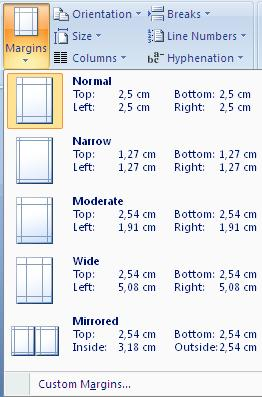 Orientation Breaks
Margins Size Line Numbers
Columns Hyphenation
Normal
Top: 2,5 cm Bottom: 2,5 cm
Left: 2,5 cm Right: 2,5 cm
Narrow
Top: 1,27 cm Bottom: 1,27 cm
Left: 1,27 cm Right: 1,27 cm
Moderate
Top: 2,54 cm Bottom: 2,54 cm
Left: 1,91 cm Right: 1,91 cm
Wide
Top: 2,54 cm Bottom: 2,54 cm
Left: 5,08 cm Right: 5,08 cm
Mirrored
Top: 2,54 cm Bottom: 2,54 cm
Inside: 3,18 cm Outside: 2,54 cm
Custom Margins...